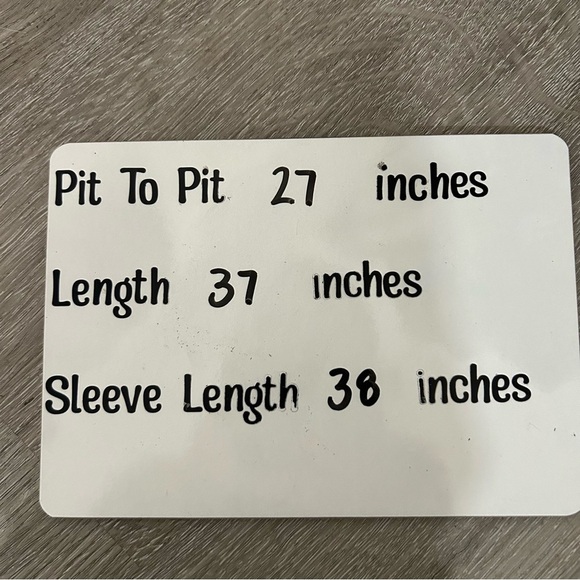 Pit To Pit 27 inches
Length 37 inches
Sleeve Length 38 inches